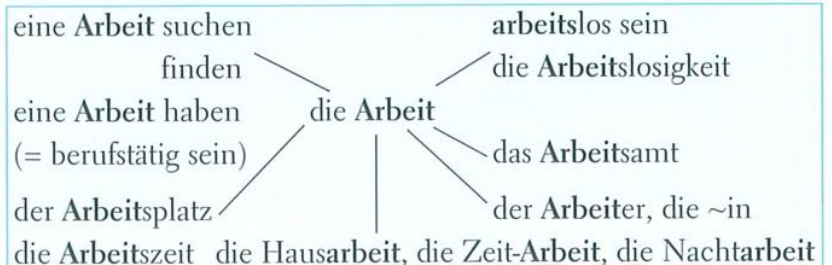 eine Arbeit suchen
finden
eine Arbeit haben
(= berufstätig sein)
der Arbeitsplatz
die Arbeitszeit
die Arbeit
arbeitslos sein
die Arbeitslosigkeit
das Arbeitsamt
der Arbeiter, die ~in
die Hausarbeit, die Zeit-Arbeit, die Nachtarbeit